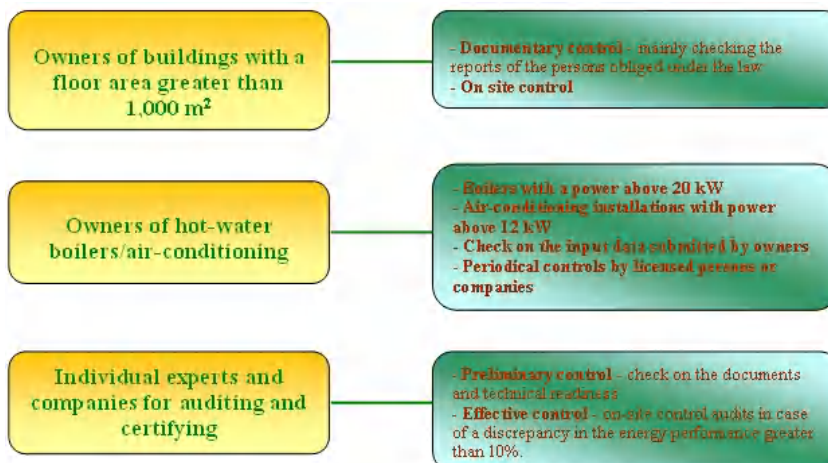 Owners of buildings with a
floor area greater than
1,000 m²
- Documentary control - mainly checking the
reports of the persons obliged under the law
- On site control
Owners of hot-water
boilers/air-conditioning
- Boilers with a power above 20 kW
- Air-conditioning installations with power
above 12 kW
- Check on the input data submitted by owners
- Periodical controls by licensed persons or
companies
Individual experts and
companies for auditing and
certifying
- Preliminary control - check on the documents
and technical readiness
- Effective control - on-site control audits in case
of a discrepancy in the energy performance greater
than 10%.